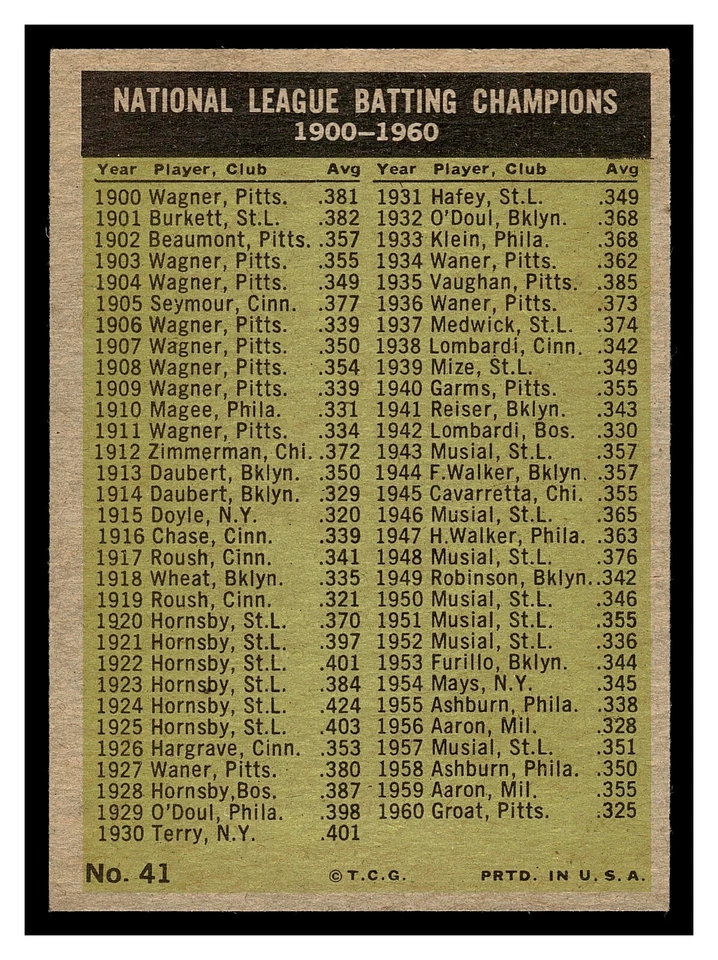 NATIONAL LEAGUE BATTING CHAMPIONS
1900–1960
Year Player, Club Avg
1900 Wagner, Pitts. .381
1901 Burkett, St.L. .382
1902 Beaumont, Pitts. .357
1903 Wagner, Pitts. .355
1904 Wagner, Pitts. .349
1905 Seymour, Cinn. .377
1906 Wagner, Pitts. .339
1907 Wagner, Pitts. .350
1908 Wagner, Pitts. .354
1909 Wagner, Pitts. .339
1910 Magee, Phila. .331
1911 Wagner, Pitts. .334
1912 Zimmerman, Chi. .372
1913 Daubert, Bklyn. .350
1914 Daubert, Bklyn. .329
1915 Doyle, N.Y. .320
1916 Chase, Cinn. .339
1917 Roush, Cinn. .341
1918 Wheat, Bklyn. .335
1919 Roush, Cinn. .321
1920 Hornsby, St.L. .370
1921 Hornsby, St.L. .397
1922 Hornsby, St.L. .401
1923 Hornsby, St.L. .384
1924 Hornsby, St.L. .424
1925 Hornsby, St.L. .403
1926 Hargrave, Cinn. .353
1927 Waner, Pitts. .380
1928 Hornsby,Bos. .387
1929 O'Doul, Phila. .398
1930 Terry, N.Y. .401
Year Player, Club Avg
1931 Hafey, St.L. .349
1932 O'Doul, Bklyn. .368
1933 Klein, Phila. .368
1934 Waner, Pitts. .362
1935 Vaughan, Pitts. .385
1936 Waner, Pitts. .373
1937 Medwick, St.L. .374
1938 Lombardi, Cinn. .342
1939 Mize, St.L. .349
1940 Garms, Pitts. .355
1941 Reiser, Bklyn. .343
1942 Lombardi, Bos. .330
1943 Musial, St.L. .357
1944 F.Walker, Bklyn. .357
1945 Cavarretta, Chi. .355
1946 Musial, St.L. .365
1947 H.Walker, Phila. .363
1948 Musial, St.L. .376
1949 Robinson, Bklyn. .342
1950 Musial, St.L. .346
1951 Musial, St.L. .355
1952 Musial, St.L. .336
1953 Furillo, Bklyn. .344
1954 Mays, N.Y. .345
1955 Ashburn, Phila. .338
1956 Aaron, Mil. .328
1957 Musial, St.L. .351
1958 Ashburn, Phila. .350
1959 Aaron, Mil. .355
1960 Groat, Pitts. .325
No. 41 © T.C.G. PRTD. IN U.S.A.